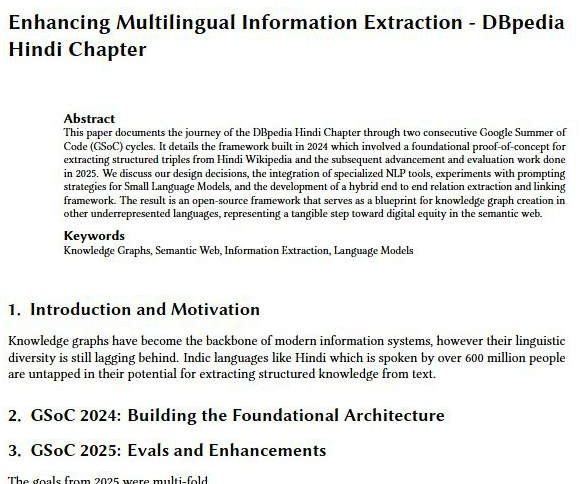 Enhancing Multilingual Information Extraction - DBpedia
Hindi Chapter
Abstract
This paper documents the journey of the DBpedia Hindi Chapter through two consecutive Google Summer of
Code (GSoC) cycles. It details the framework built in 2024 which involved a foundational proof-of-concept for
extracting structured triples from Hindi Wikipedia and the subsequent advancement and evaluation work done
in 2025. We discuss our design decisions, the integration of specialized NLP tools, experiments with prompting
strategies for Small Language Models, and the development of a hybrid end to end relation extraction and linking
framework. The result is an open-source framework that serves as a blueprint for knowledge graph creation in
other underrepresented languages, representing a tangible step toward digital equity in the semantic web.
Keywords
Knowledge Graphs, Semantic Web, Information Extraction, Language Models
1. Introduction and Motivation
Knowledge graphs have become the backbone of modern information systems, however their linguistic
diversity is still lagging behind. Indic languages like Hindi which is spoken by over 600 million people
are untapped in their potential for extracting structured knowledge from text.
2. GSoC 2024: Building the Foundational Architecture
3. GSoC 2025: Evals and Enhancements
The goals from 2025 were multi-fold